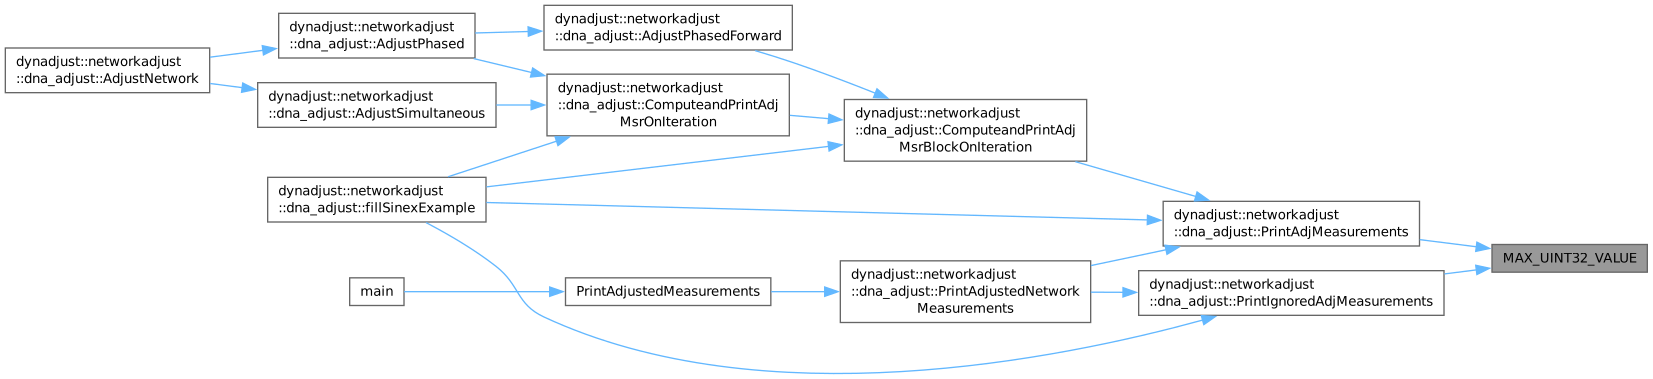 dynadjust::networkadjust
::dna_adjust::AdjustNetwork
dynadjust::networkadjust
::dna_adjust::AdjustPhased
dynadjust::networkadjust
::dna_adjust::AdjustSimultaneous
dynadjust::networkadjust
::dna_adjust::fillSinexExample
main
dynadjust::networkadjust
::dna_adjust::AdjustPhasedForward
dynadjust::networkadjust
::dna_adjust::ComputeandPrintAdj
MsrOnIteration
PrintAdjustedMeasurements
dynadjust::networkadjust
::dna_adjust::ComputeandPrintAdj
MsrBlockOnIteration
dynadjust::networkadjust
::dna_adjust::PrintAdjustedNetwork
Measurements
dynadjust::networkadjust
::dna_adjust::PrintAdjMeasurements
dynadjust::networkadjust
::dna_adjust::PrintIgnoredAdjMeasurements
MAX_UINT32_VALUE